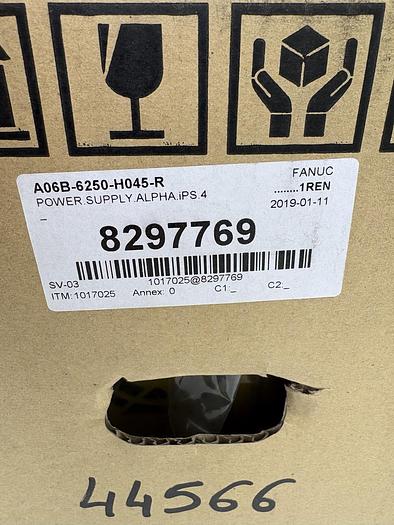 A06B-6250-H045-R
FANUC
POWER.SUPPLY.ALPHA.iPS.4
........1REN
_
2019-01-11
8297769
SV-03
1017025@8297769
ITM:1017025 Annex: 0 C1:_ C2:_
44566